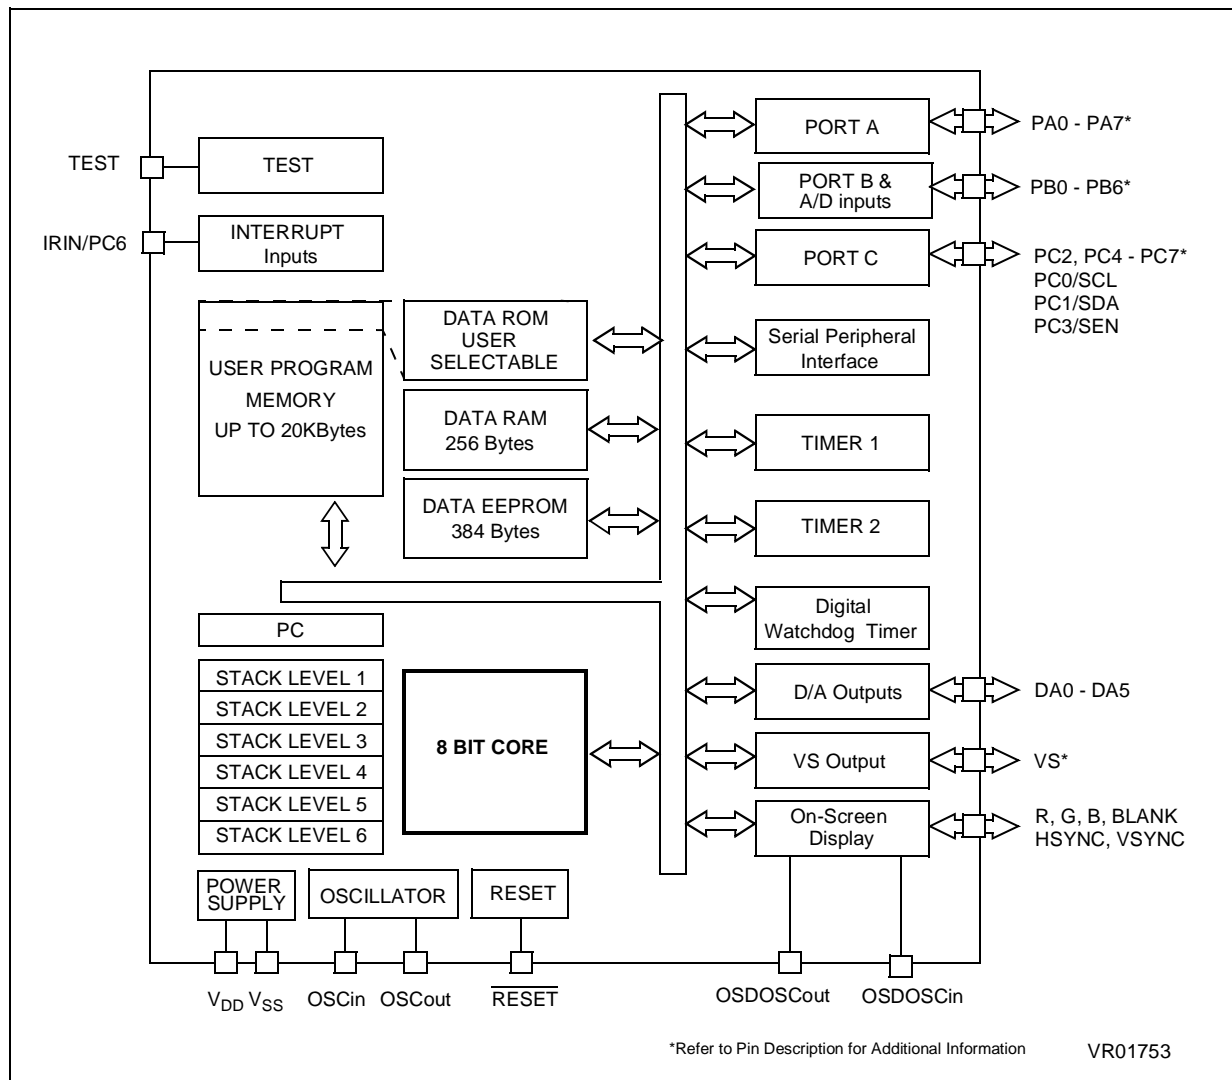 TEST
TEST
IRIN/PC6
INTERRUPT
Inputs
USER PROGRAM
MEMORY
UP TO 20KBytes
DATA ROM
USER
SELECTABLE
DATA RAM
256 Bytes
DATA EEPROM
384 Bytes
PC
STACK LEVEL 1
STACK LEVEL 2
STACK LEVEL 3
STACK LEVEL 4
STACK LEVEL 5
STACK LEVEL 6
8 BIT CORE
POWER
SUPPLY
OSCILLATOR
RESET
VDD VSS
OSCin
OSCout
RESET
PORT A
PA0 - PA7*
PORT B &
A/D inputs
PB0 - PB6*
PORT C
PC2, PC4 - PC7*
PC0/SCL
PC1/SDA
PC3/SEN
Serial Peripheral
Interface
TIMER 1
TIMER 2
Digital
Watchdog Timer
D/A Outputs
DA0 - DA5
VS Output
VS*
On-Screen
Display
R, G, B, BLANK
HSYNC, VSYNC
OSDOSCout
OSDOSCin
*Refer to Pin Description for Additional Information
VR01753